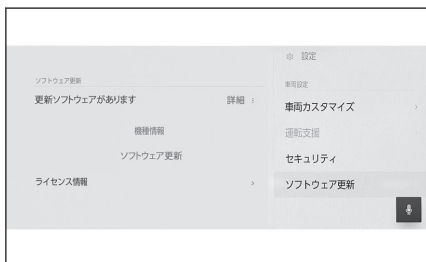 ソフトウェア更新
更新ソフトウェアがあります
詳細
機種情報
ソフトウェア更新
ライセンス情報
設定
車両設定
車両カスタマイズ
運転支援
セキュリティ
ソフトウェア更新